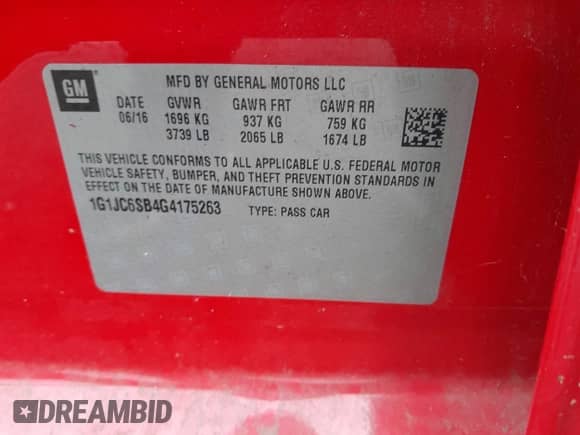 GM
MFD BY GENERAL MOTORS LLC
DATE GVWR GAWR FRT GAWR RR
06/16 1696 KG 937 KG 759 KG
3739 LB 2065 LB 1674 LB
THIS VEHICLE CONFORMS TO ALL APPLICABLE U.S. FEDERAL MOTOR
VEHICLE SAFETY, BUMPER, AND THEFT PREVENTION STANDARDS IN
EFFECT ON THE DATE OF MANUFACTURE SHOWN ABOVE.
1G1JC6SB4G4175263 TYPE: PASS CAR
DREAMBID